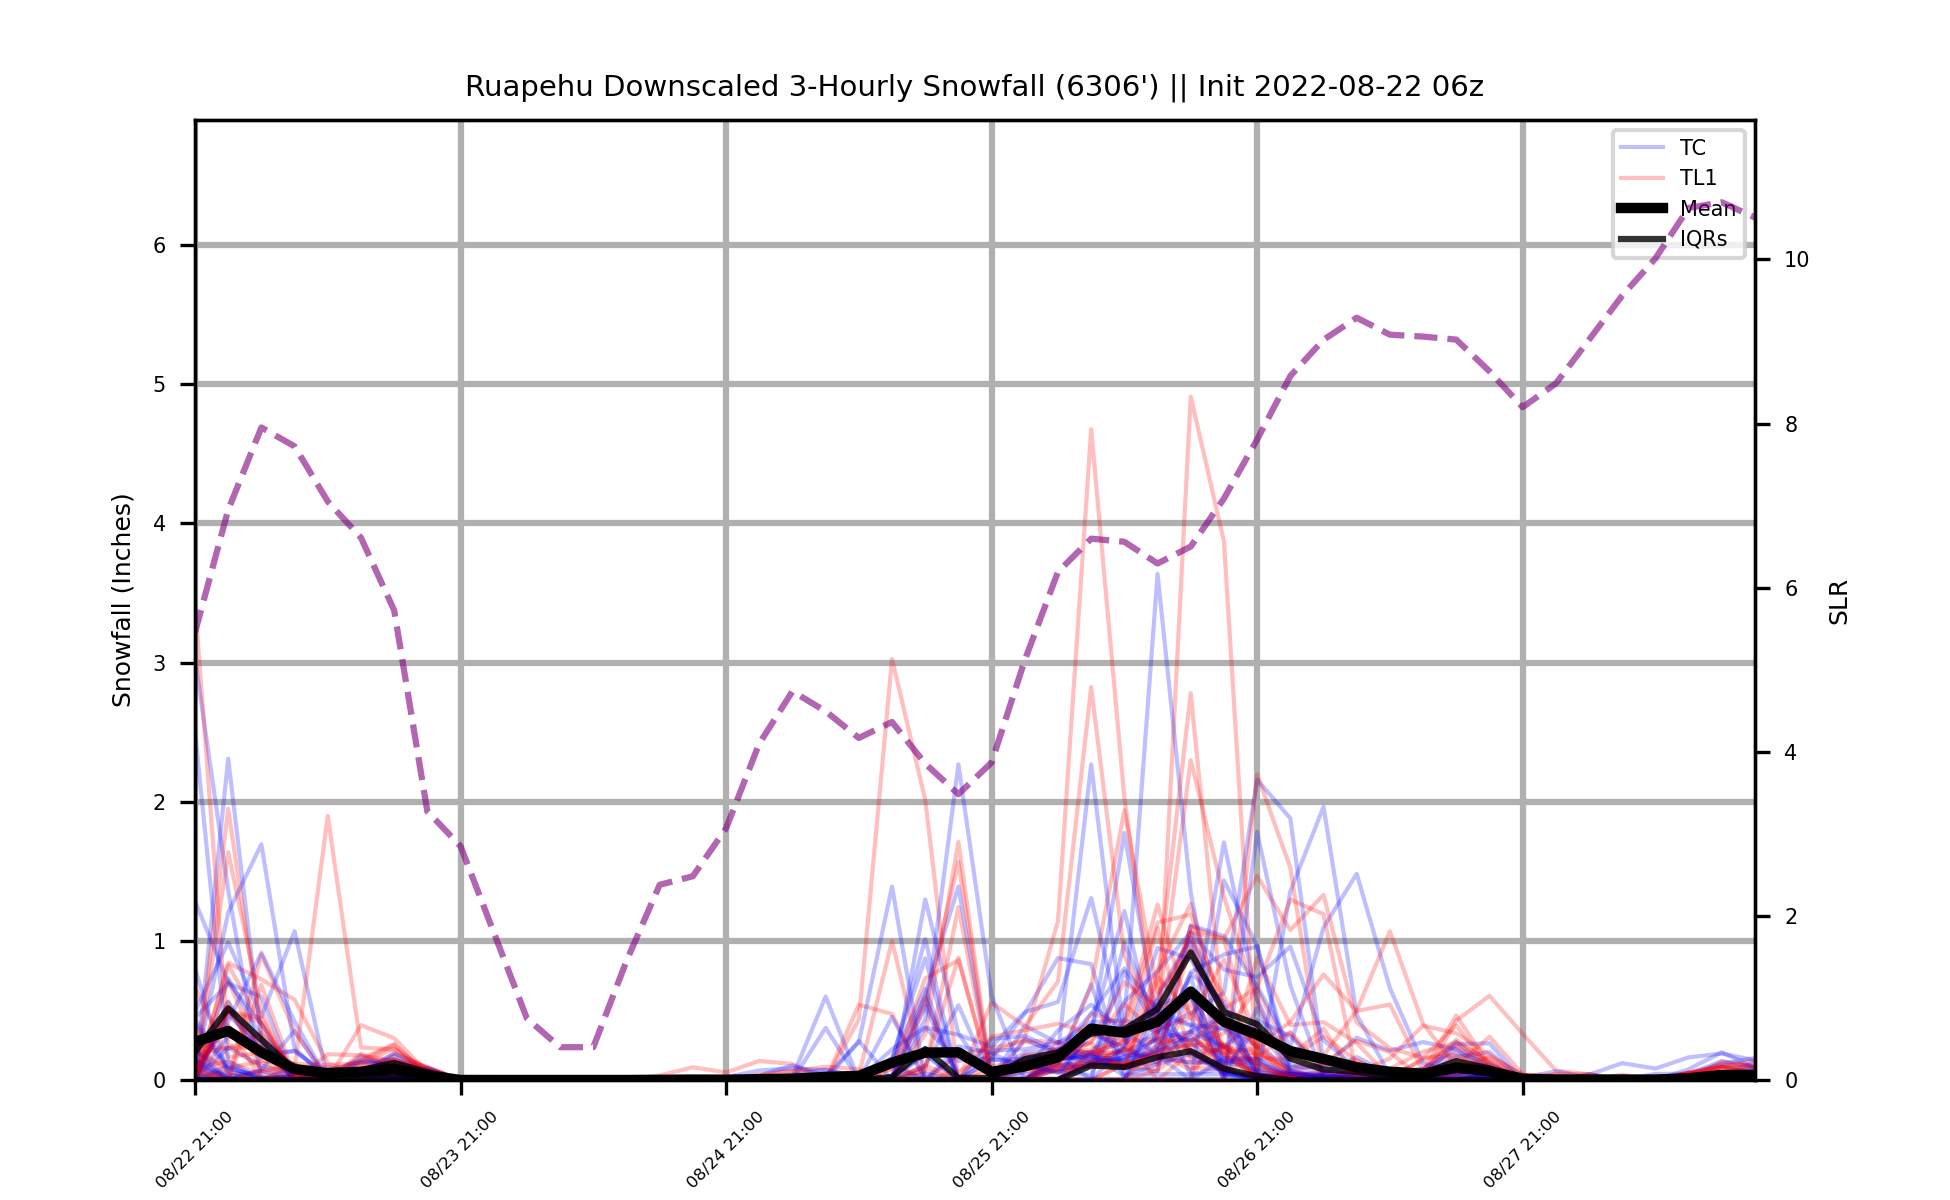 Ruapehu Downscaled 3-Hourly Snowfall (6306') || Init 2022-08-22 06z
TC
TL1
Mean
IQRs
Snowfall (Inches)
6
5
4
3
2
1
0
10
8
6
4
2
0
SLR
08/22 21:00
08/23 21:00
08/24 21:00
08/25 21:00
08/26 21:00
08/27 21:00